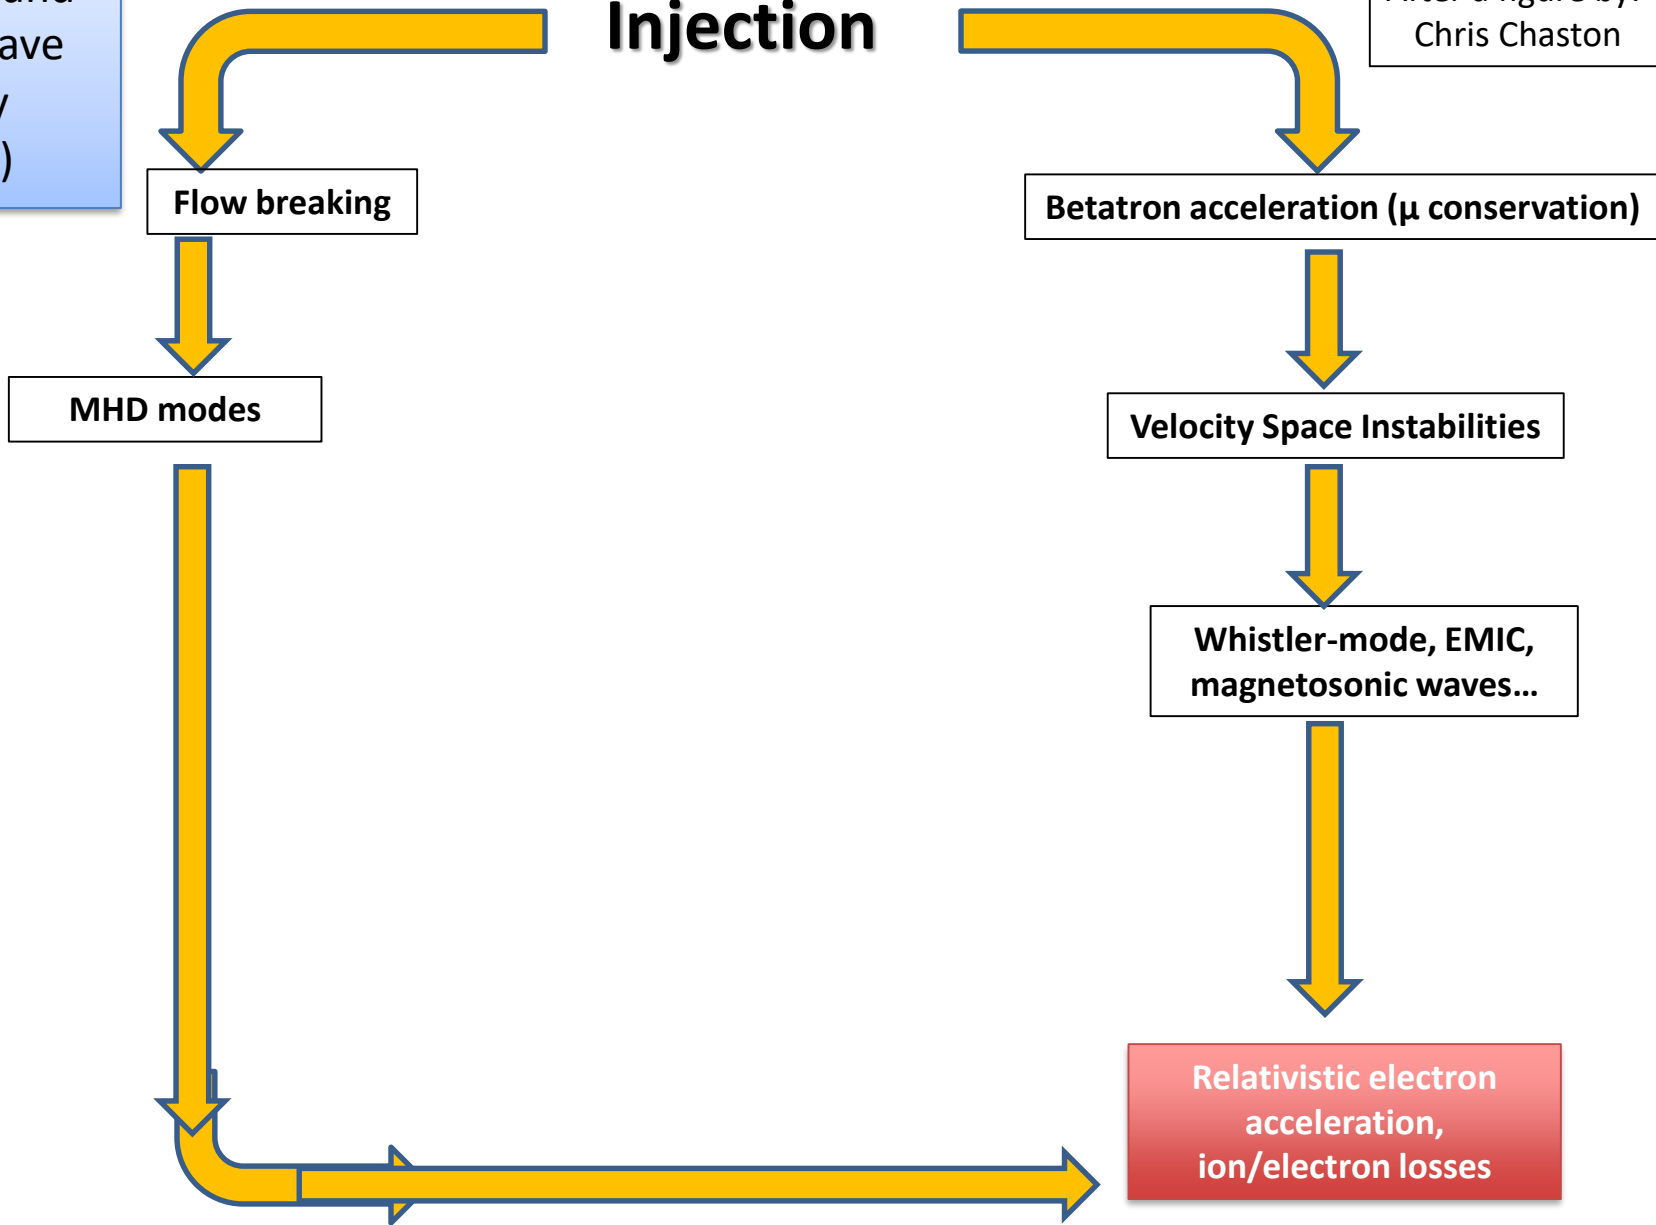 Injection
Chris Chaston
Flow breaking
Betatron acceleration (μ conservation)
MHD modes
Velocity Space Instabilities
Whistler-mode, EMIC,
magnetosonic waves…
Relativistic electron
acceleration,
ion/electron losses